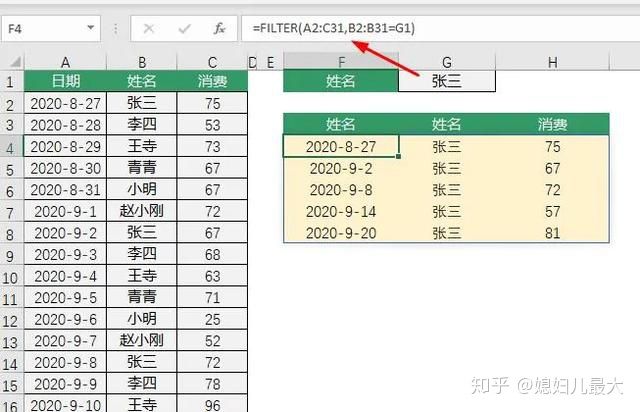 F4 =FILTER(A2:C31,B2:B31=G1)
A B C D E F G H
1 日期 姓名 消费 姓名 张三
2 2020-8-27 张三 75
3 2020-8-28 李四 53 姓名 姓名 消费
4 2020-8-29 王寺 73 2020-8-27 张三 75
5 2020-8-30 青青 67 2020-9-2 张三 67
6 2020-8-31 小明 67 2020-9-8 张三 72
7 2020-9-1 赵小刚 72 2020-9-14 张三 57
8 2020-9-2 张三 67 2020-9-20 张三 81
9 2020-9-3 李四 68
10 2020-9-4 王寺 63
11 2020-9-5 青青 71
12 2020-9-6 小明 25
13 2020-9-7 赵小刚 52
14 2020-9-8 张三 72
15 2020-9-9 李四 78
16 2020-9-10 王寺 96
知乎 @媳妇儿最大